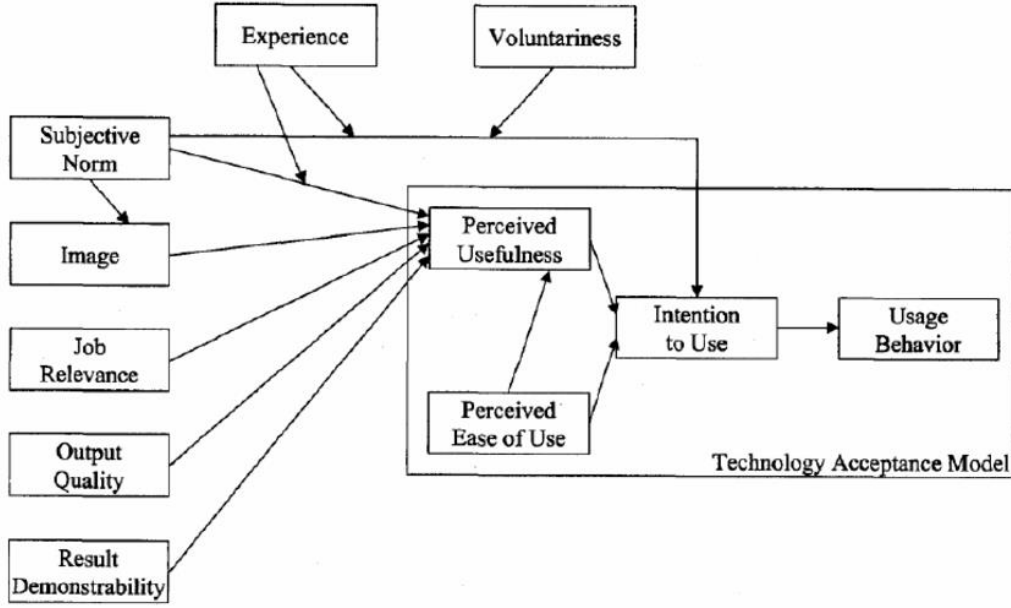 Experience
Voluntariness
Subjective
Norm
Image
Job
Relevance
Output
Quality
Result
Demonstrability
Perceived
Usefulness
Perceived
Ease of Use
Intention
to Use
Usage
Behavior
Technology Acceptance Model